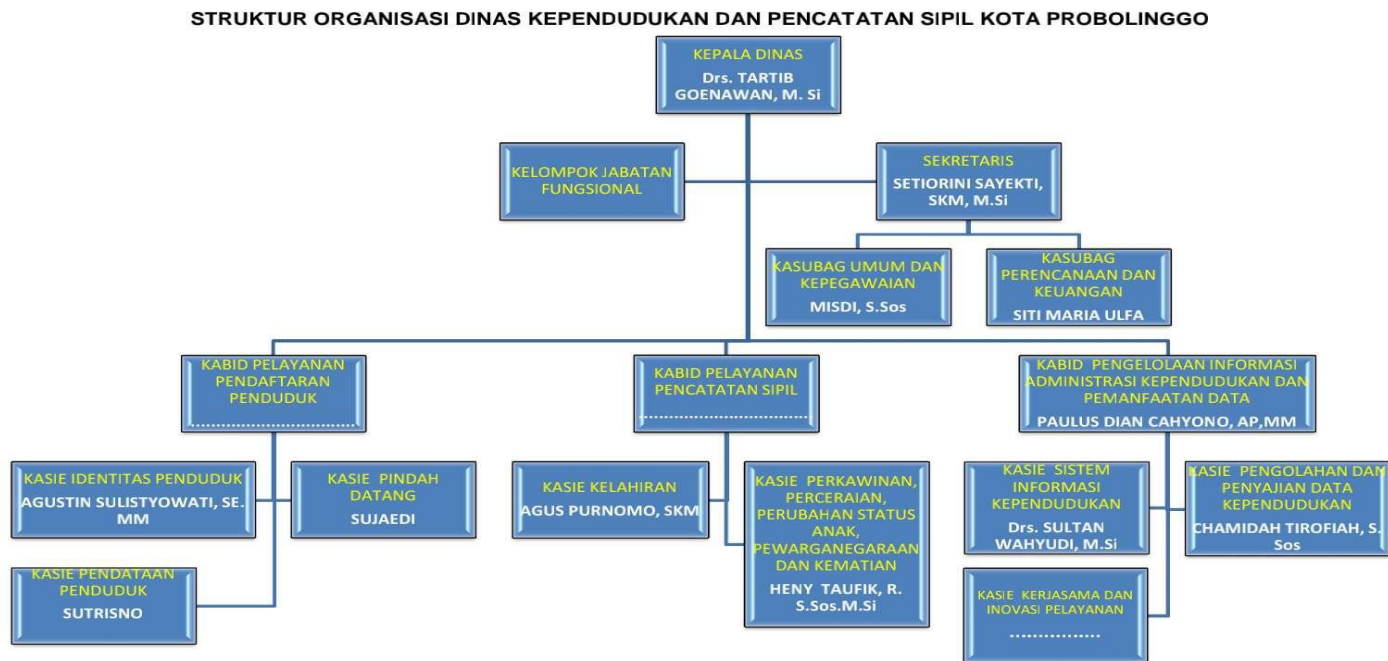 STRUKTUR ORGANISASI DINAS KEPENDUDUKAN DAN PENCATATAN SIPIL KOTA PROBOLINGGO
KEPALA DINAS
Drs. TARTIB
GOENAWAN, M. Si
KELOMPOK JABATAN
FUNGSIONAL
SEKRETARIS
SETIORINI SAYEKTI,
SKM, M.Si
KASUBAG UMUM DAN
KEPEGAWAIAN
MISDI, S.Sos
KASUBAG
PERENCANAAN DAN
KEUANGAN
SITI MARIA ULFA
KABID PELAYANAN
PENDAFTARAN
PENDUDUK
....................................
KABID PELAYANAN
PENCATATAN SIPIL
....................................
KABID PENGELOLAAN INFORMASI
ADMINISTRASI KEPENDUDUKAN DAN
PEMANFAATAN DATA
PAULUS DIAN CAHYONO, AP,MM
KASIE IDENTITAS PENDUDUK
AGUSTIN SULISTYOWATI, SE.
MM
KASIE PINDAH
DATANG
SUJAEDI
KASIE PENDATAAN
PENDUDUK
SUTRISNO
KASIE KELAHIRAN
AGUS PURNOMO, SKM
KASIE PERKAWINAN,
PERCERAIAN,
PERUBAHAN STATUS
ANAK,
PEWARGANEGARAAN
DAN KEMATIAN
HENY TAUFIK, R.
S.Sos.M.Si
KASIE SISTEM
INFORMASI
KEPENDUDUKAN
Drs. SULTAN
WAHYUDI, M.Si
KASIE PENGOLAHAN DAN
PENYAJIAN DATA
KEPENDUDUKAN
CHAMIDAH TIROFIAH, S.
Sos
KASIE KERJASAMA DAN
INOVASI PELAYANAN
................